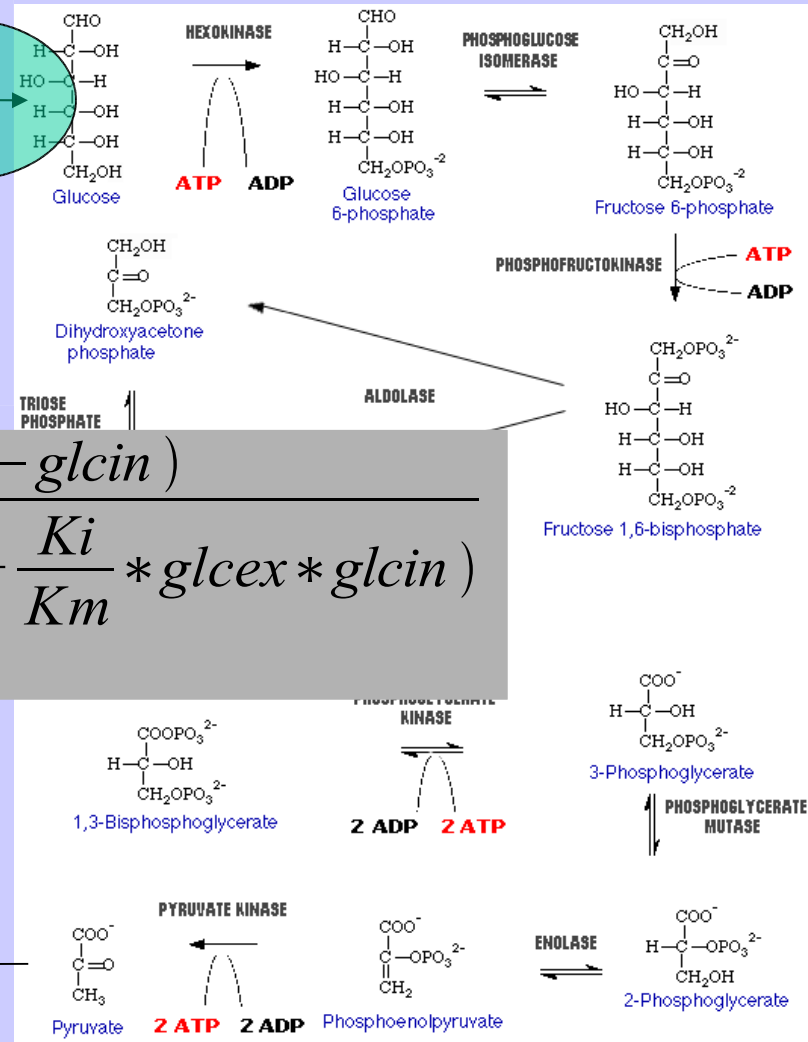 CHO
H—C—OH
HO—C—H
H—C—OH
H—C—OH
CH₂OH
Glucose
HEXOKINASE
ATP ADP
CHO
H—C—OH
HO—C—H
H—C—OH
H—C—OH
CH₂OPO₃⁻²
Glucose
6-phosphate
PHOSPHOGLUCOSE
ISOMERASE
CH₂OH
C=O
HO—C—H
H—C—OH
H—C—OH
CH₂OPO₃⁻²
Fructose 6-phosphate
PHOSPHOFRUCTOKINASE
ATP
ADP
CH₂OH
C=O
CH₂OPO₃²⁻
Dihydroxyacetone
phosphate
TRIOSE
PHOSPHATE
ALDOLASE
CH₂OPO₃²⁻
C=O
HO—C—H
H—C—OH
H—C—OH
CH₂OPO₃⁻²
Fructose 1,6-bisphosphate
− glcin )
Ki
Km
* glcex * glcin )
COOPO₃²⁻
H—C—OH
CH₂OPO₃²⁻
1,3-Bisphosphoglycerate
PHOSPHOGLYCERATE
KINASE
2 ADP 2 ATP
COO⁻
H—C—OH
CH₂OPO₃²⁻
3-Phosphoglycerate
PHOSPHOGLYCERATE
MUTASE
COO⁻
H—C—OPO₃²⁻
CH₂OH
2-Phosphoglycerate
ENOLASE
COO⁻
C—OPO₃²⁻
CH₂
Phosphoenolpyruvate
PYRUVATE KINASE
2 ATP 2 ADP
COO⁻
C=O
CH₃
Pyruvate